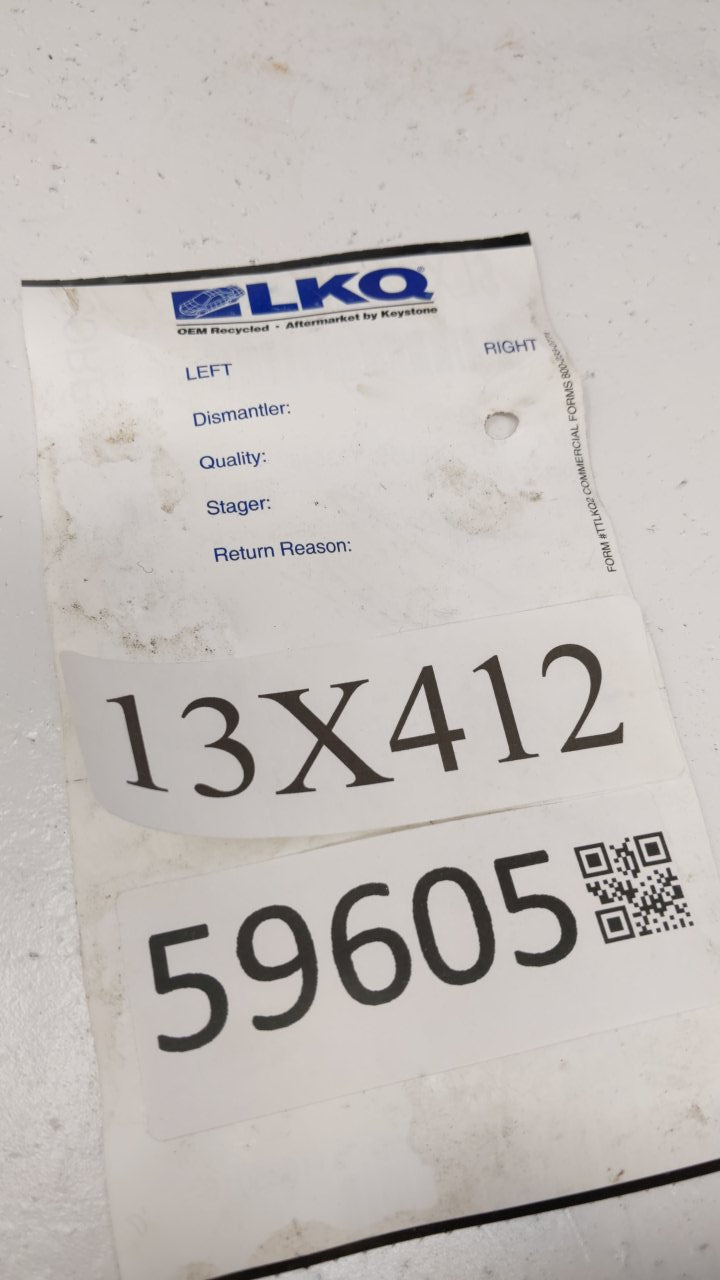 LKQ®
OEM Recycled · Aftermarket by Keystone
LEFT
RIGHT
Dismantler:
Quality:
Stager:
Return Reason:
FORM #TTLKQ2 COMMERCIAL FORMS
13X412
59605